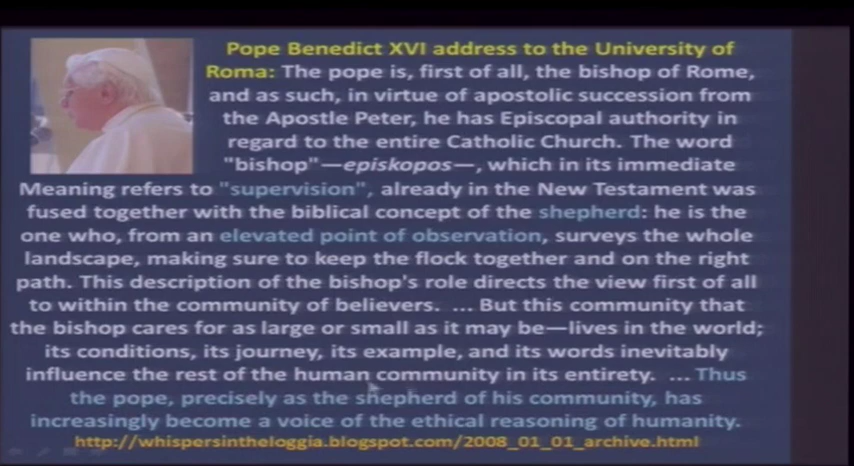 Pope Benedict XVI address to the University of
Roma: The pope is, first of all, the bishop of Rome,
and as such, in virtue of apostolic succession from
the Apostle Peter, he has Episcopal authority in
regard to the entire Catholic Church. The word
"bishop"—episkopos—, which in its immediate
Meaning refers to "supervision", already in the New Testament was
fused together with the biblical concept of the shepherd: he is the
one who, from an elevated point of observation, surveys the whole
landscape, making sure to keep the flock together and on the right
path. This description of the bishop's role directs the view first of all
to within the community of believers. ... But this community that
the bishop cares for as large or small as it may be—lives in the world;
its conditions, its journey, its example, and its words inevitably
influence the rest of the human community in its entirety. ... Thus
the pope, precisely as the shepherd of his community, has
increasingly become a voice of the ethical reasoning of humanity.
http://whispersintheloggia.blogspot.com/2008_01_01_archive.html